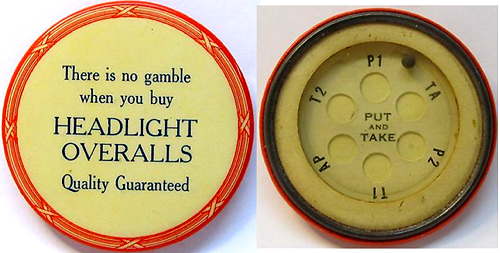 There is no gamble
when you buy
HEADLIGHT
OVERALLS
Quality Guaranteed
P1
TA
P2
T1
AP
T2
PUT
AND
TAKE